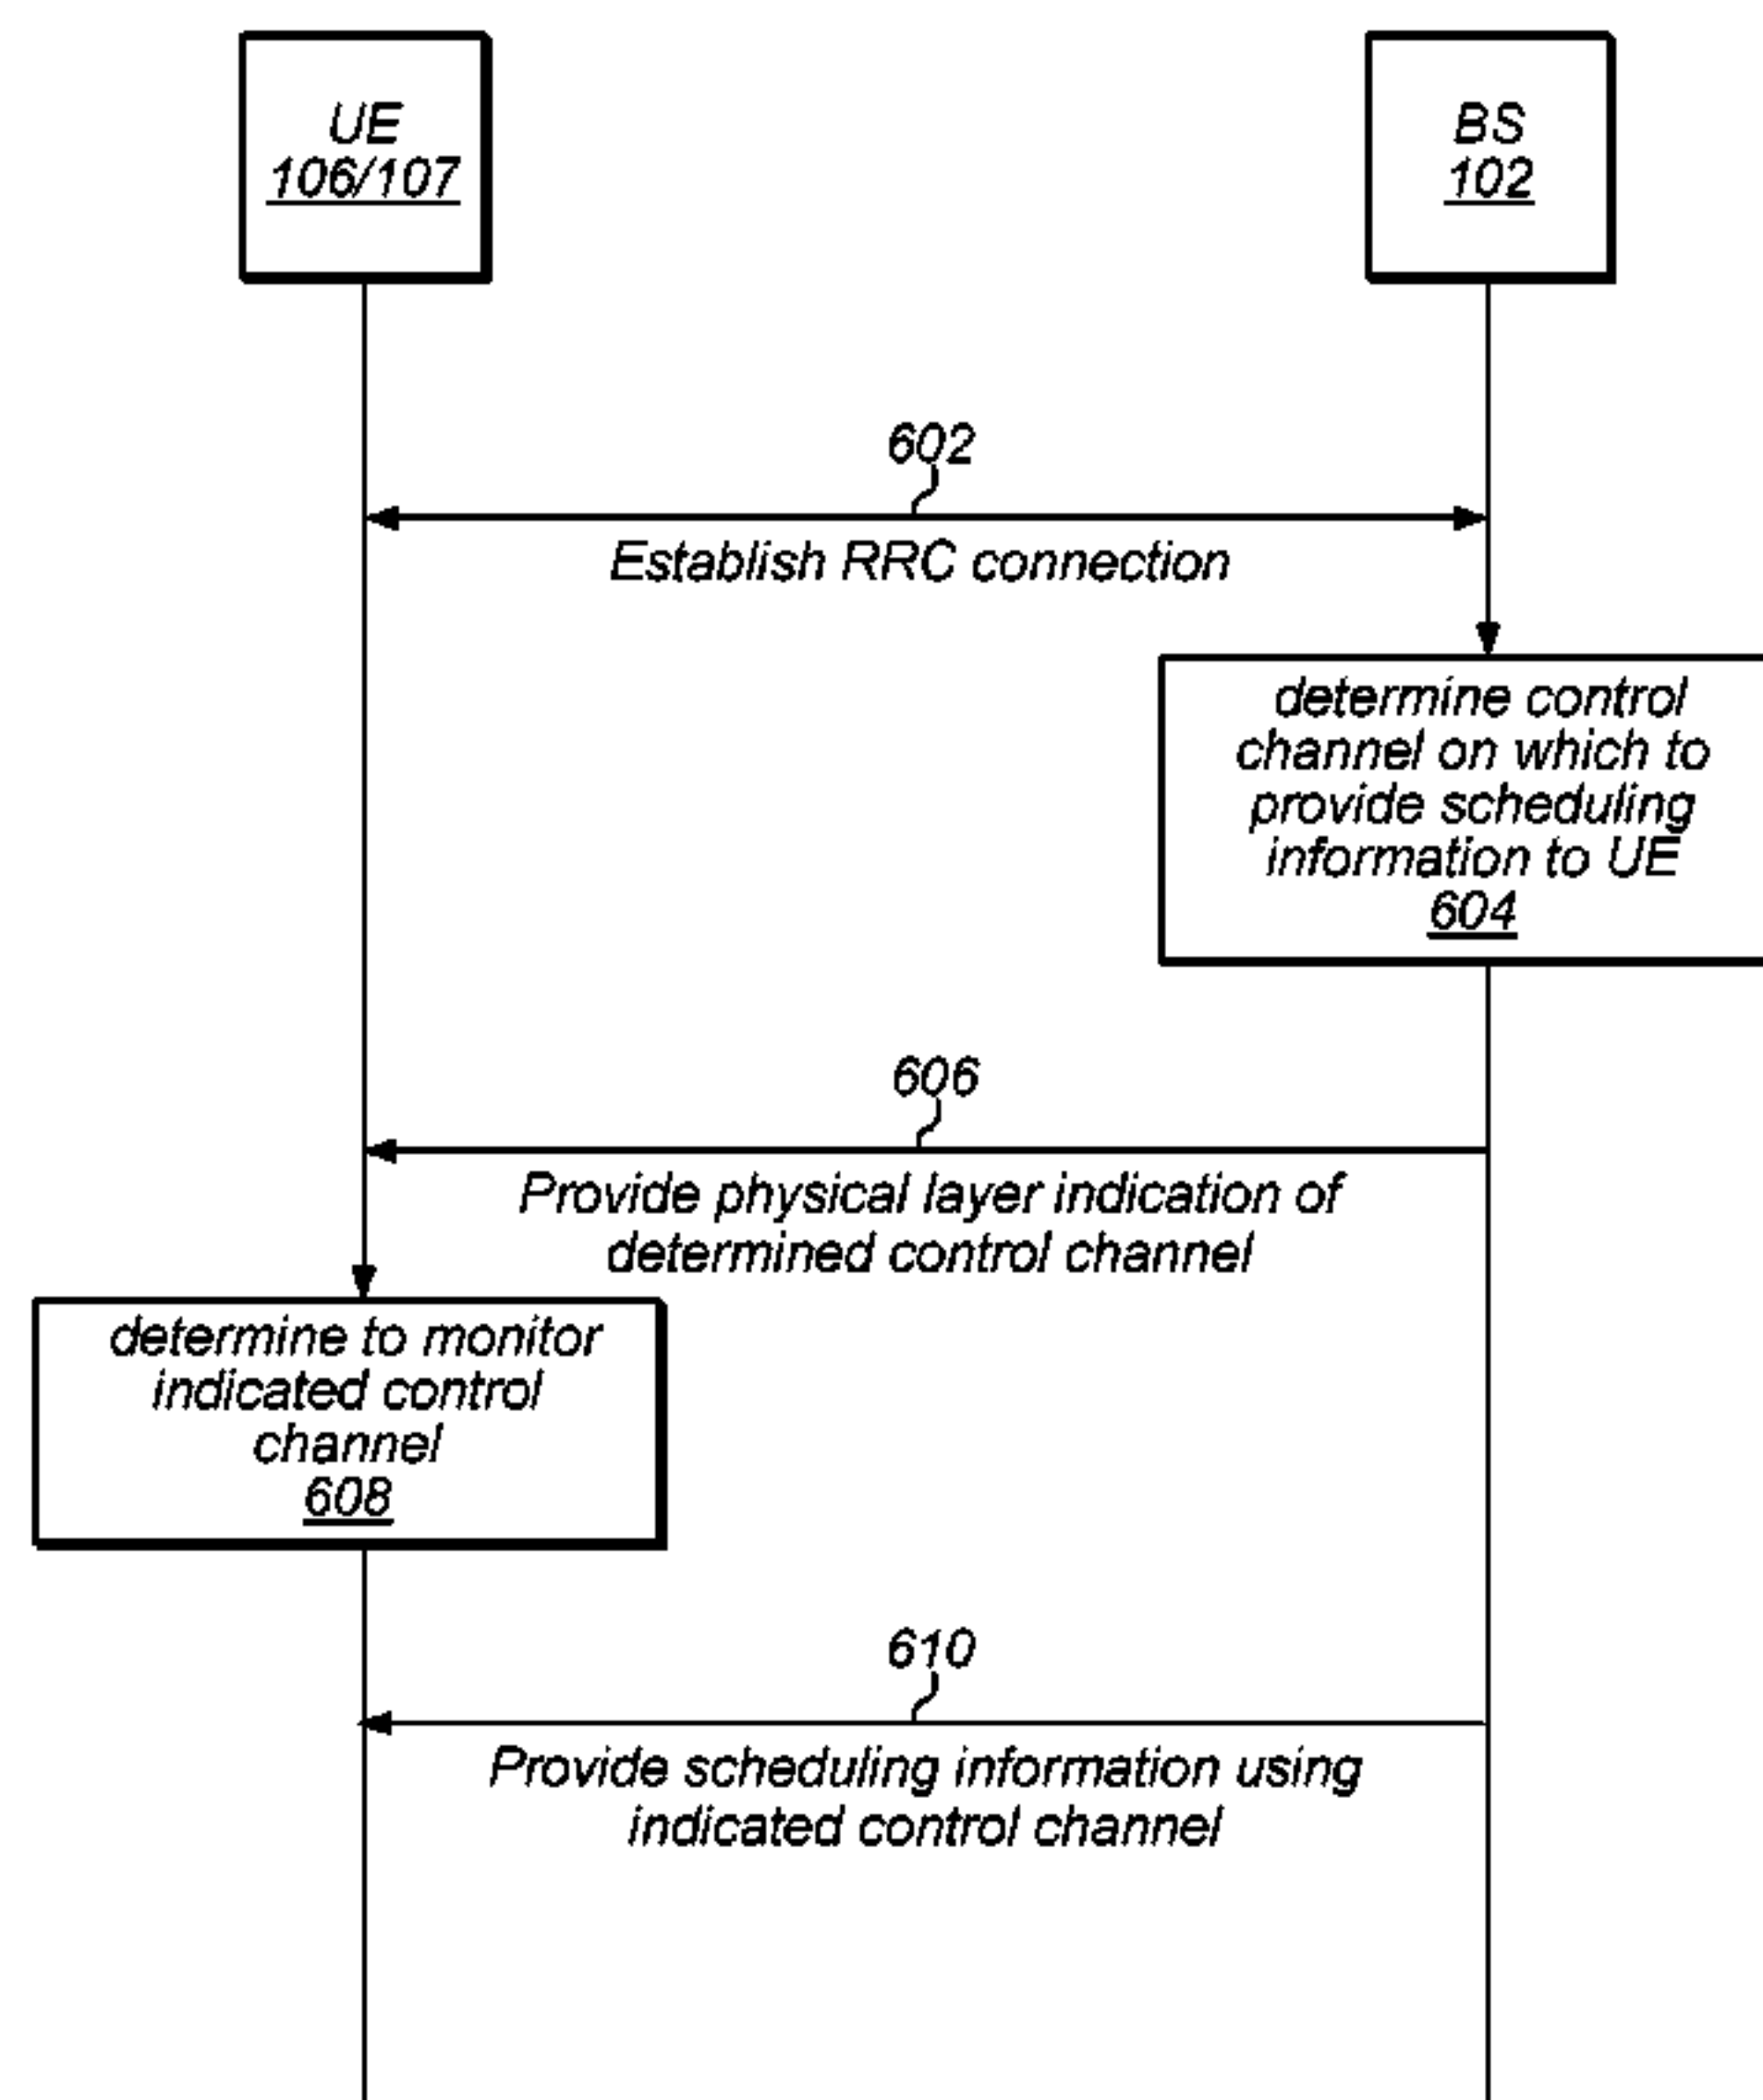 UE
106/107
BS
102
602
Establish RRC connection
determine control
channel on which to
provide scheduling
information to UE
604
606
Provide physical layer indication of
determined control channel
determine to monitor
indicated control
channel
608
610
Provide scheduling information using
indicated control channel